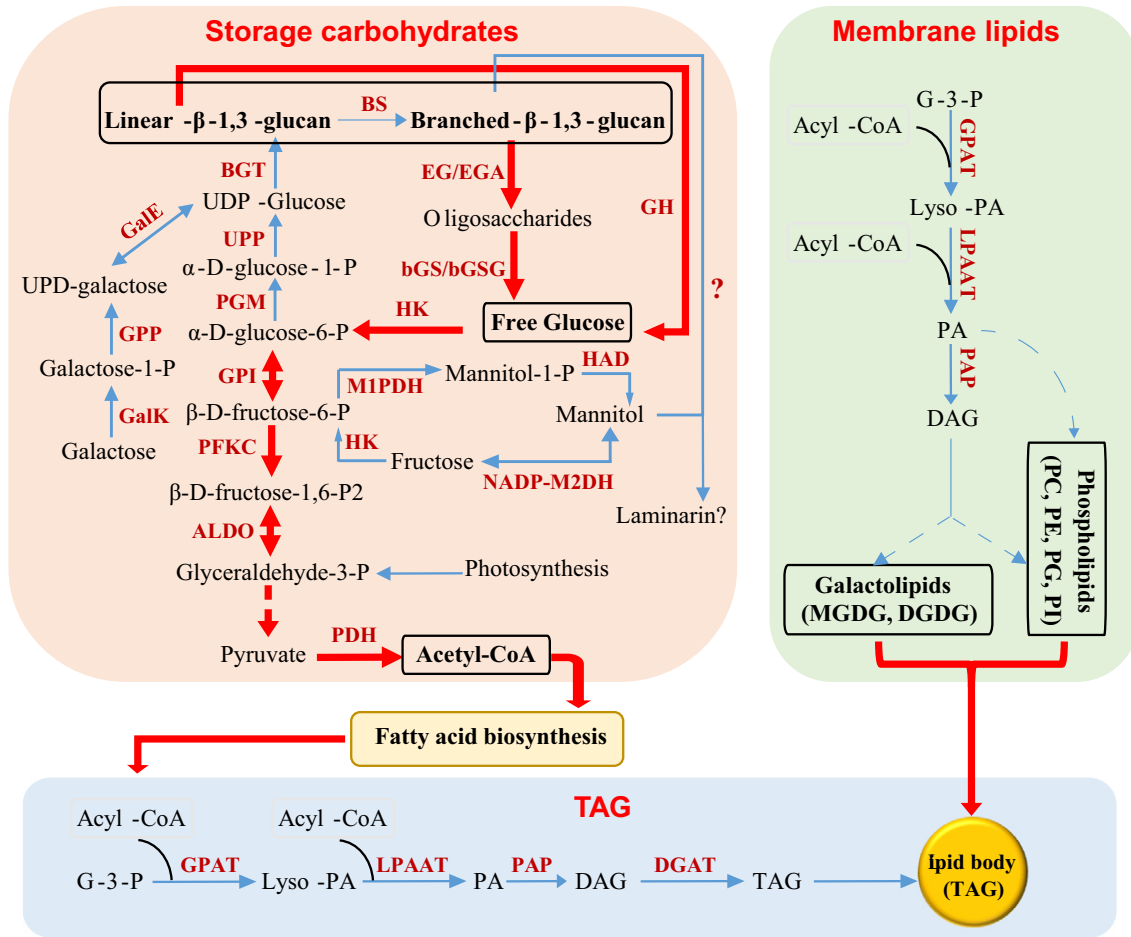 Storage carbohydrates
Linear -β-1,3 -glucan
BS
Branched-β-1,3-glucan
BGT
EG/EGA
UDP -Glucose
GalE
Oligosaccharides
GH
UPP
α-D-glucose-1-P
UPD-galactose
bGS/bGSG
?
PGM
HK
Free Glucose
GPP
α-D-glucose-6-P
Galactose-1-P
GPI
M1PDH
Mannitol-1-P
HAD
GalK
β-D-fructose-6-P
Mannitol
Galactose
PFKC
HK
Fructose
NADP-M2DH
β-D-fructose-1,6-P2
Laminarin?
ALDO
Glyceraldehyde-3-P
Photosynthesis
PDH
Pyruvate
Acetyl-CoA
Fatty acid biosynthesis
Membrane lipids
G-3-P
Acyl -CoA
GPAT
Lyso -PA
Acyl -CoA
LPAAT
PA
PAP
DAG
Phospholipids
(PC, PE, PG, PI)
Galactolipids
(MGDG, DGDG)
TAG
Acyl -CoA
Acyl -CoA
G-3-P
GPAT
Lyso -PA
LPAAT
PA
PAP
DAG
DGAT
TAG
lpid body
(TAG)